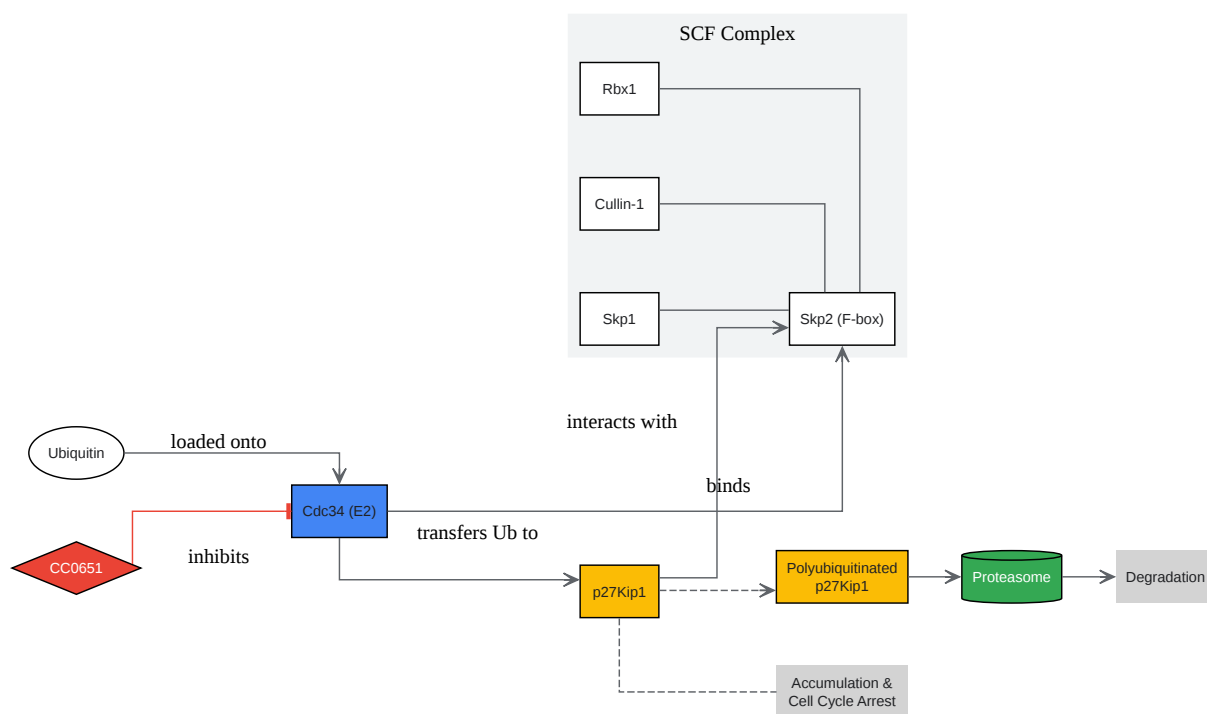 SCF Complex
Rbx1
Cullin-1
Skp1
Skp2 (F-box)
interacts with
loaded onto
Ubiquitin
binds
Cdc34 (E2)
transfers Ub to
inhibits
CC0651
p27Kip1
Polyubiquitinated
p27Kip1
Proteasome
Degradation
Accumulation &
Cell Cycle Arrest